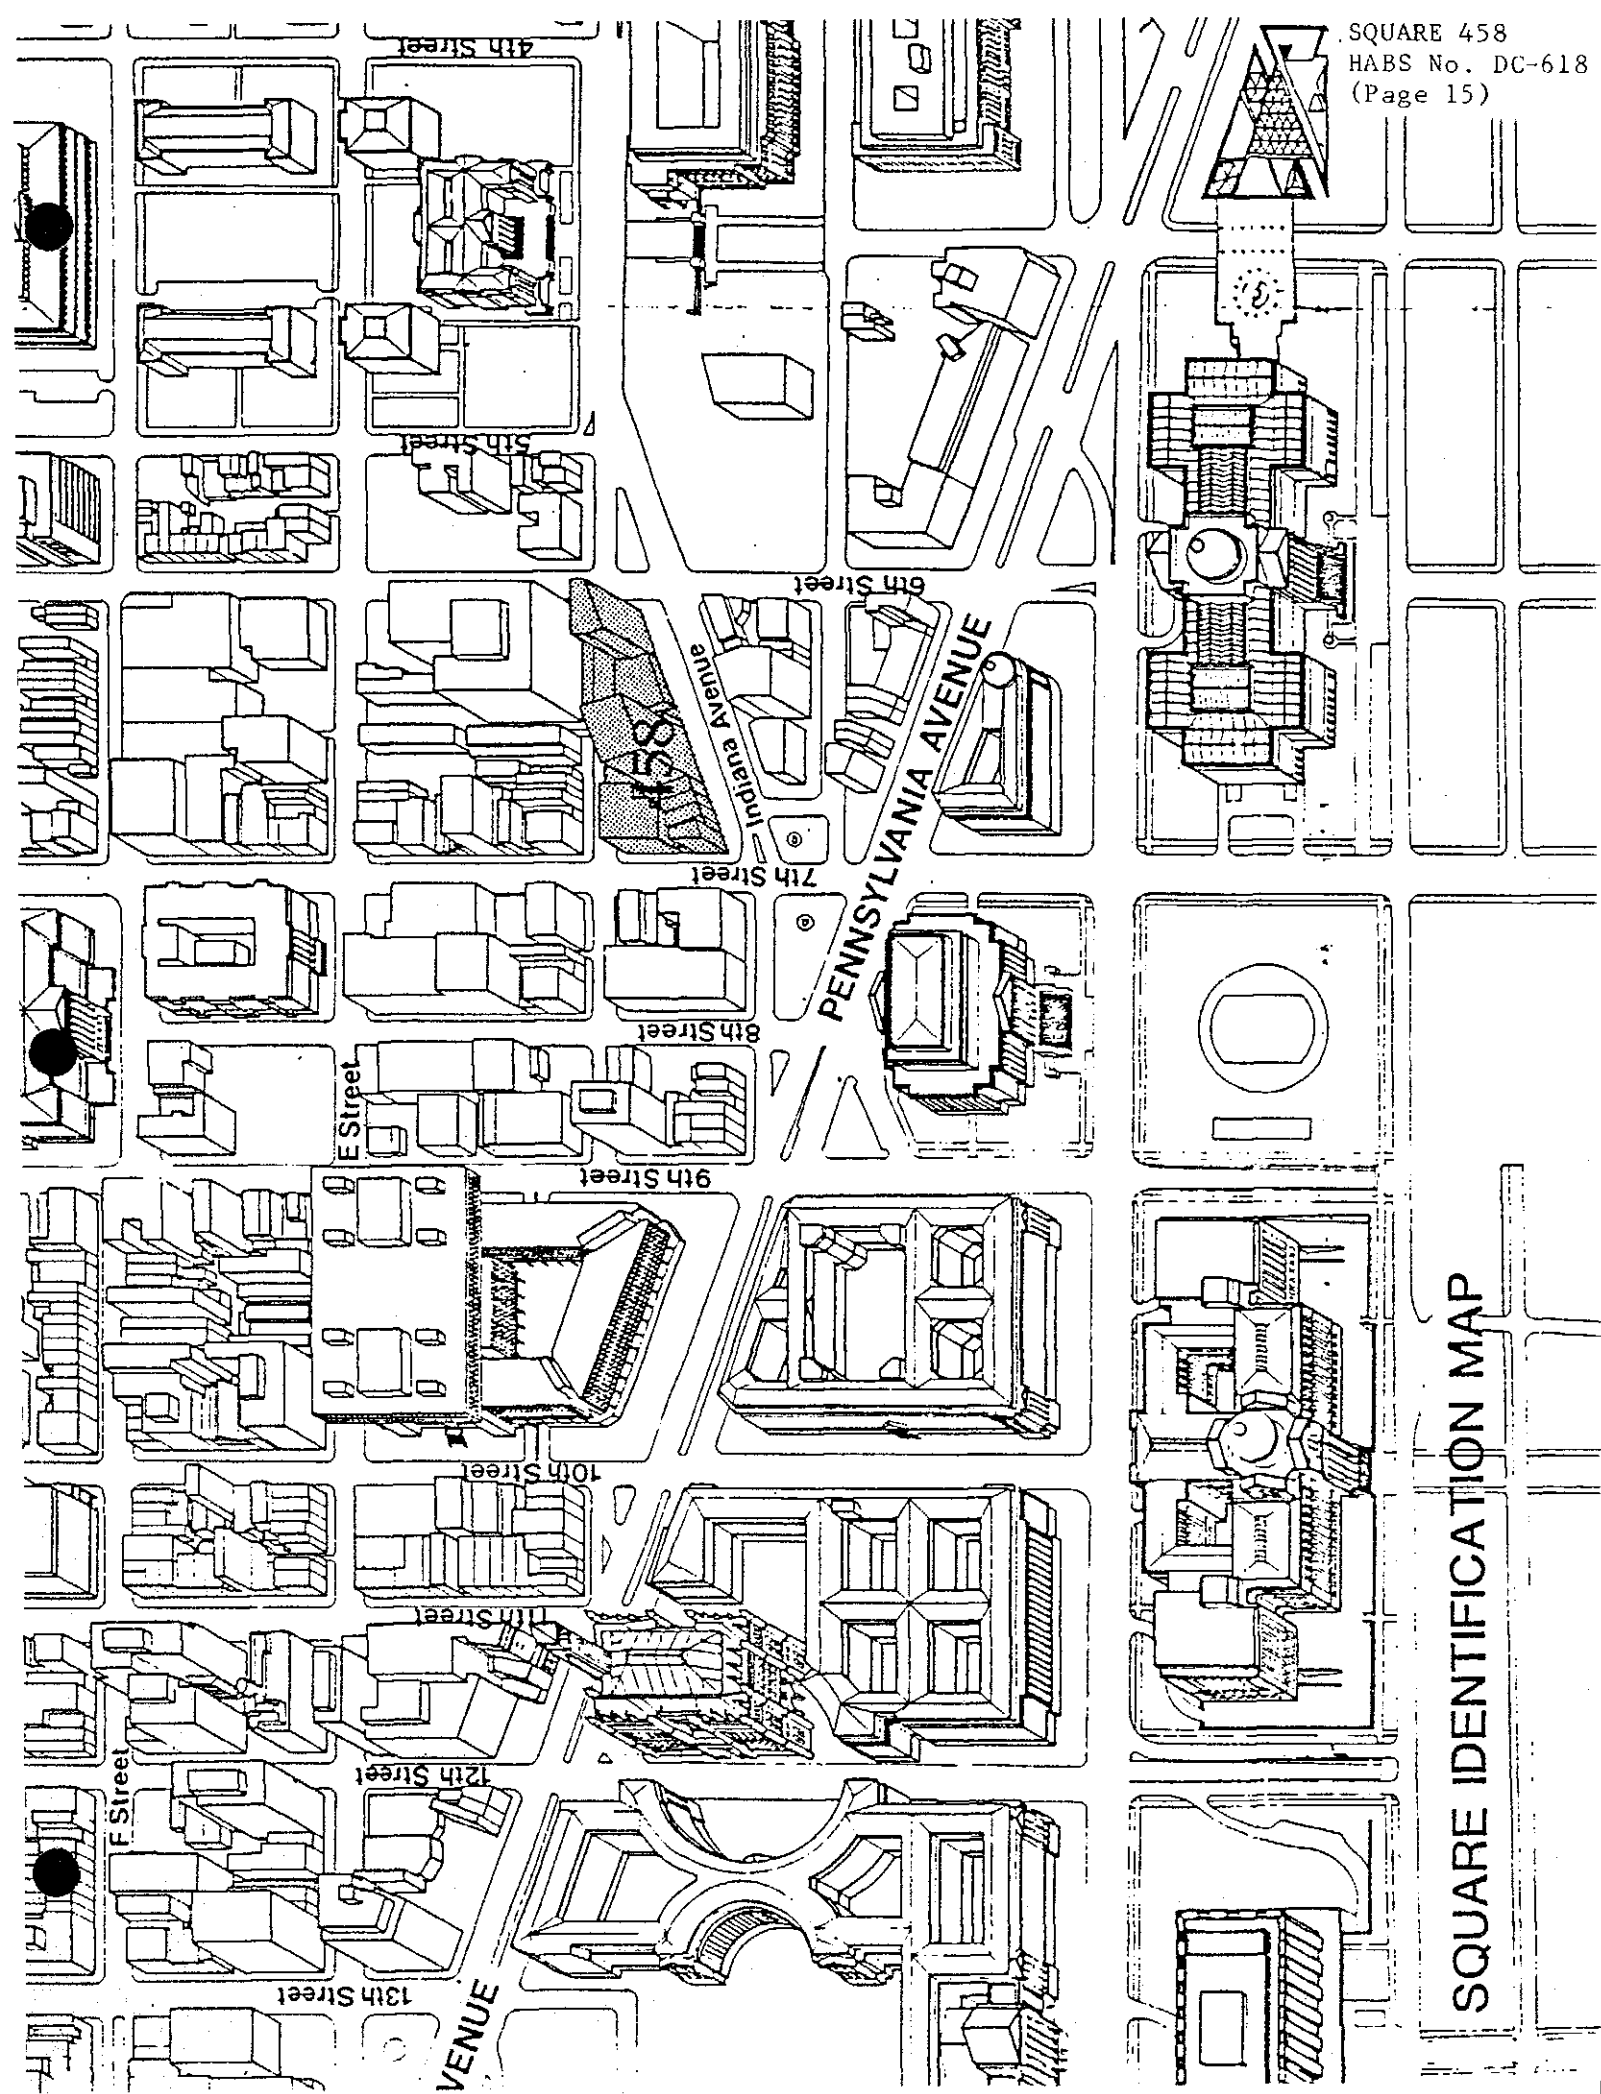 SQUARE 458
HABS No. DC-618
(Page 15)
4th Street
5th Street
6th Street
Indiana Avenue
458
PENNSYLVANIA AVENUE
7th Street
8th Street
E Street
9th Street
10th Street
11th Street
12th Street
F Street
13th Street
VENUE
SQUARE IDENTIFICATION MAP